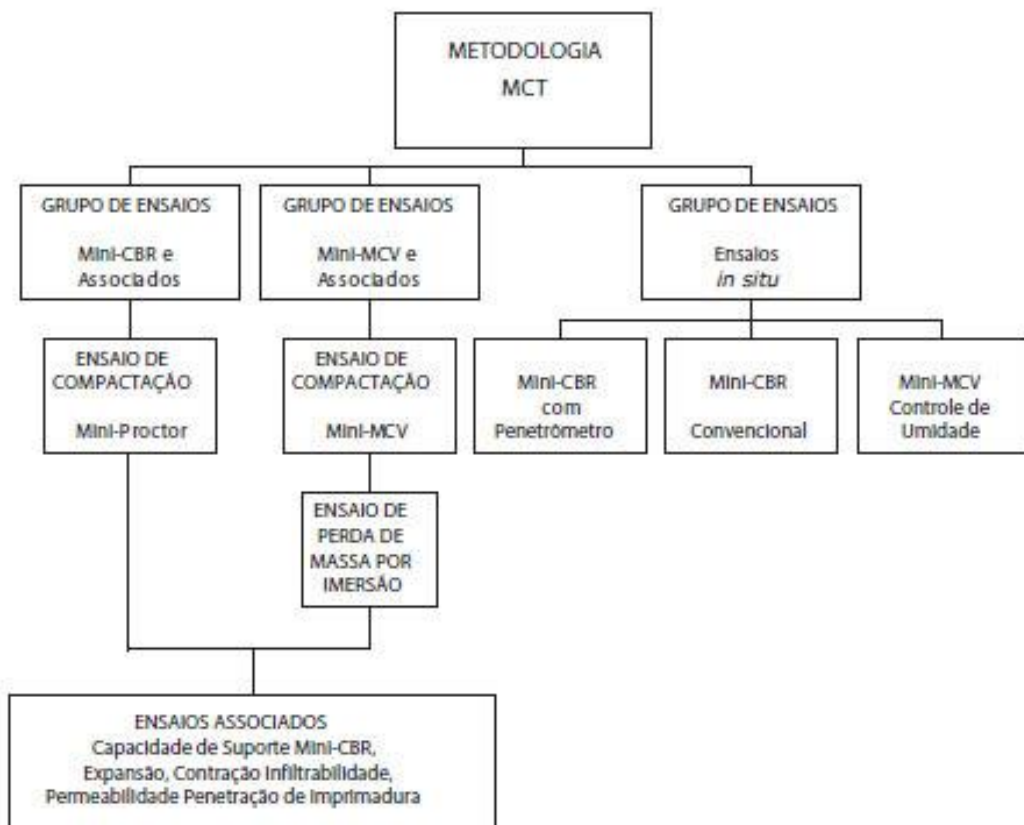 METODOLOGIA
MCT
GRUPO DE ENSAIOS
Mini-CBR e
Associados
GRUPO DE ENSAIOS
Mini-MCV e
Associados
GRUPO DE ENSAIOS
Ensaios
in situ
ENSAIO DE
COMPACTAÇÃO
Mini-Proctor
ENSAIO DE
COMPACTAÇÃO
Mini-MCV
Mini-CBR
com
Penetrômetro
Mini-CBR
Convencional
Mini-MCV
Controle de
Umidade
ENSAIO DE
PERDA DE
MASSA POR
IMERSÃO
ENSAIOS ASSOCIADOS
Capacidade de Suporte Mini-CBR,
Expansão, Contração Infiltrabilidade,
Permeabilidade Penetração de Imprimadura